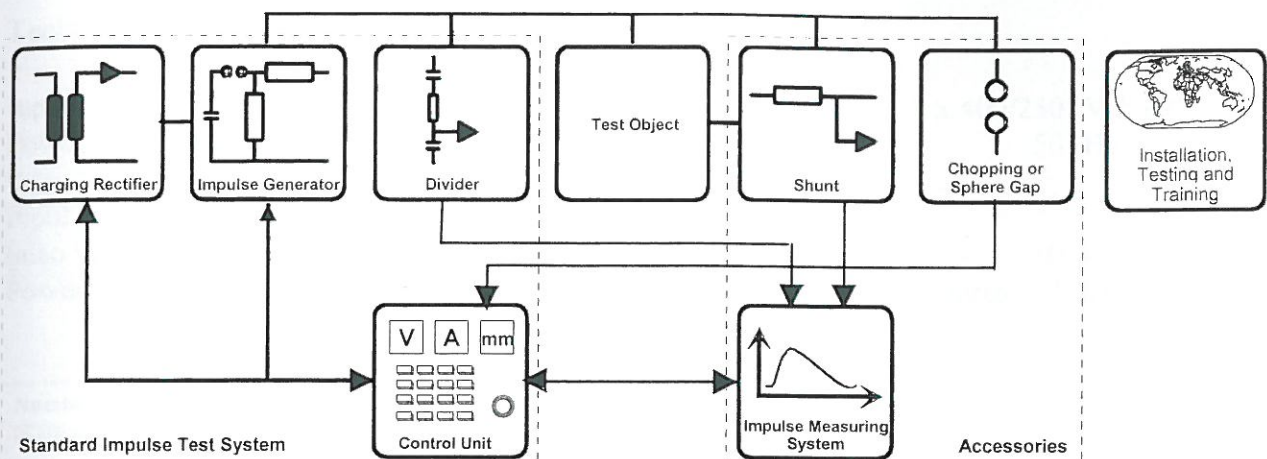 Charging Rectifier
Impulse Generator
Divider
Test Object
Shunt
Chopping or
Sphere Gap
Installation,
Testing and
Training
V
A
mm
Control Unit
Impulse Measuring
System
Standard Impulse Test System
Accessories